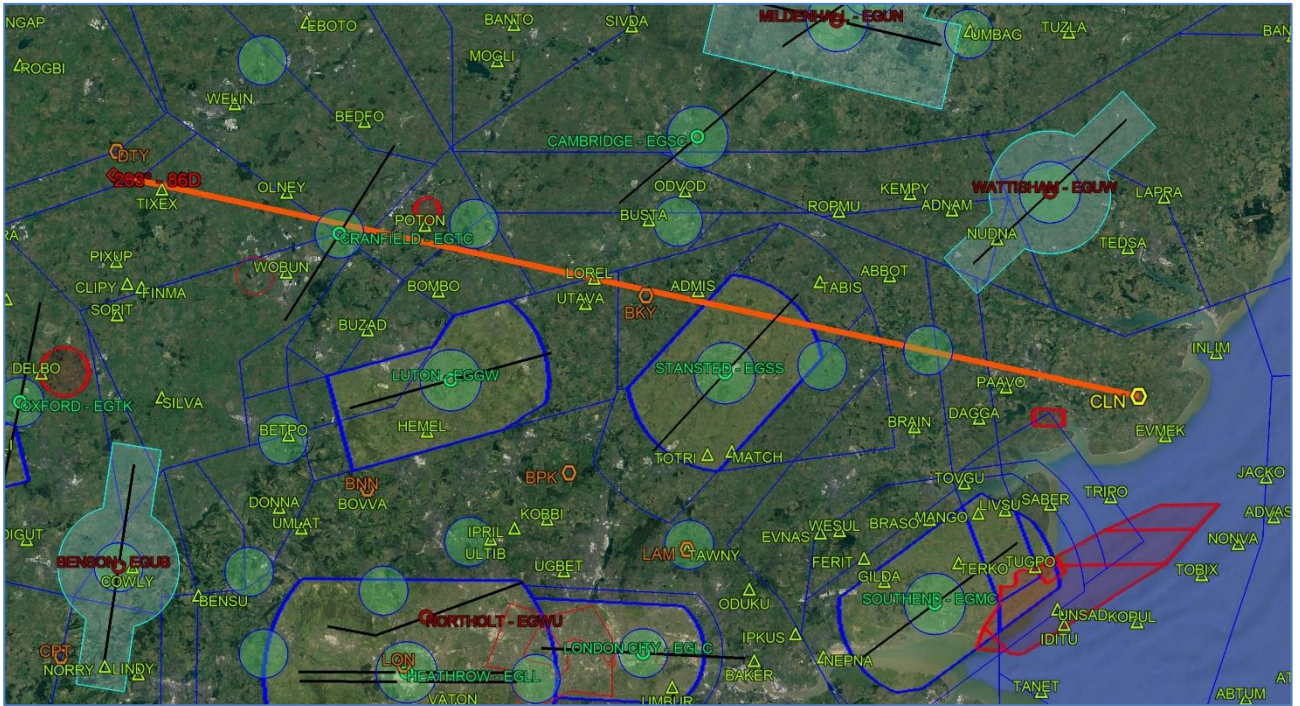 NGAP
EBOTO
BANTO
SIVDA
MILDENHALL - EGUN
UMBAG
TUZLA
BAN
ROGBI
MOGLI
WELIN
BEDFO
CAMBRIDGE - EGSC
DTY
283° - 86D
TIXEX
OLNEY
ODVOD
KEMPY
WATTISHAM - EGUW
LAPRA
POTON
BUSTA
ROPMU
ADNAM
RA
CRANFIELD - EGTC
NUDNA
TEDSA
PIXUP
WOBUN
LOREL
ABBOT
CLIPY
FINMA
BOMBO
UTAVA
ADMIS
TABIS
SOPIT
BKY
BUZAD
INLIM
DELBO
LUTON - EGGW
STANSTED - EGSS
PAAVO
OXFORD - EGTK
SILVA
CLN
HEMEL
DAGGA
BETPO
BRAIN
EVMEK
TOTRI
MATCH
BNN
BPK
TOVGU
JACKO
BOVVA
DONNA
LIVSU
SABER
TRIPO
UMLAT
KOBBI
BRASO
MANGO
ADVAS
DIGUT
IPRIL
EVNAS
WESUL
NONVA
ULTIB
LAM
TAWNY
BENSON - EGUB
UGBET
FERIT
TERKO
TUGPO
COWLY
GILDA
TOBIX
BENSU
ODUKU
SOUTHEND - EGMC
NORTHOLT - EGWU
UNSAD
KOPUL
IPKUS
IDITU
CPT
LONDON CITY - EGLC
NORRY
LINDY
LON
BAKER
NEPNA
HEATHROW - EGLL
AT
VATON
UMBUR
TANET
ABTUM